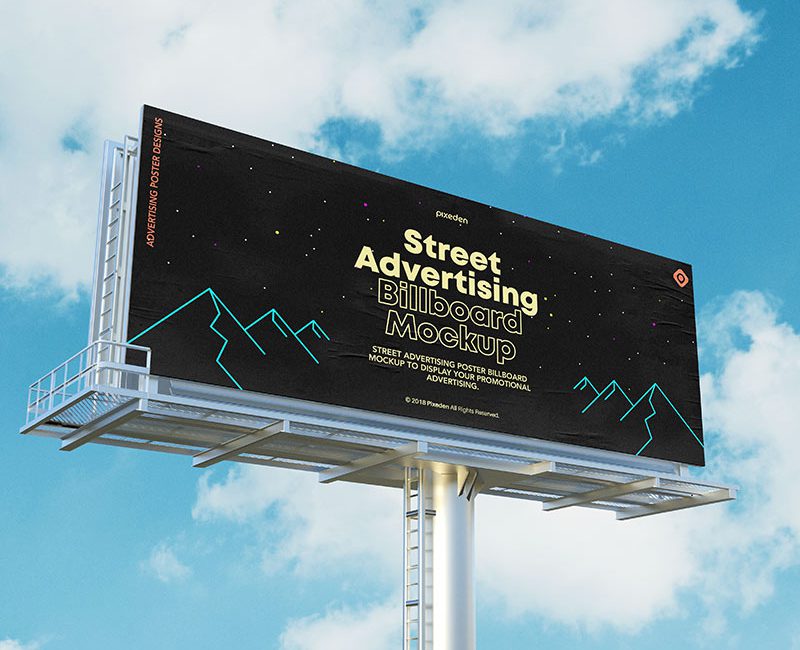 ADVERTISING POSTER DESIGNS
pixeden
Street
Advertising
Billboard
Mockup
STREET ADVERTISING POSTER BILLBOARD
MOCKUP TO DISPLAY YOUR PROMOTIONAL
ADVERTISING.
© 2018 Pixeden All Rights Reserved.